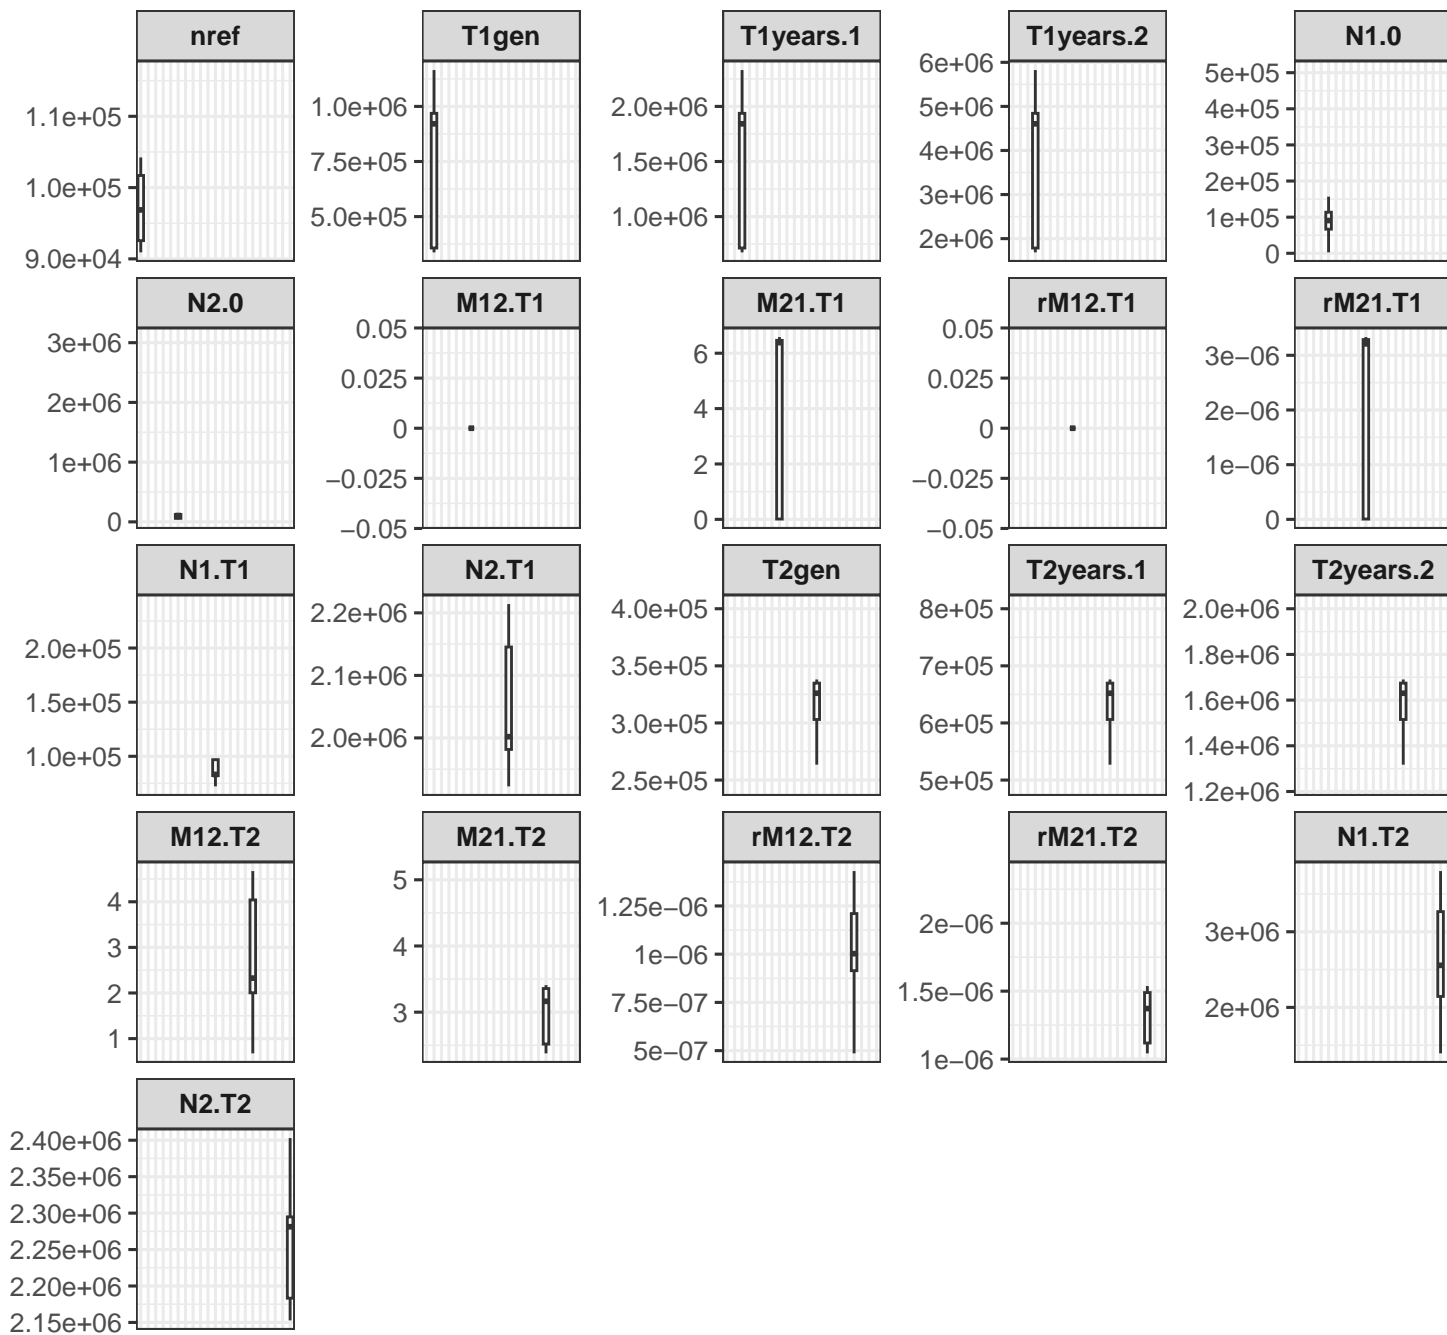 nref
T1gen
T1years.1
T1years.2
N1.0
1.1e+05
1.0e+05
9.0e+04
1.0e+06
7.5e+05
5.0e+05
2.0e+06
1.5e+06
1.0e+06
6e+06
5e+06
4e+06
3e+06
2e+06
5e+05
4e+05
3e+05
2e+05
1e+05
0
N2.0
M12.T1
M21.T1
rM12.T1
rM21.T1
3e+06
2e+06
1e+06
0
0.05
0.025
0
−0.025
−0.05
6
4
2
0
0.05
0.025
0
−0.025
−0.05
3e−06
2e−06
1e−06
0
N1.T1
N2.T1
T2gen
T2years.1
T2years.2
2.0e+05
1.5e+05
1.0e+05
2.2e+06
2.1e+06
2.0e+06
4.0e+05
3.5e+05
3.0e+05
2.5e+05
8e+05
7e+05
6e+05
5e+05
2.0e+06
1.8e+06
1.6e+06
1.4e+06
1.2e+06
M12.T2
M21.T2
rM12.T2
rM21.T2
N1.T2
4
3
2
1
5
4
3
1.25e−06
1e−06
7.5e−07
5e−07
2e−06
1.5e−06
1e−06
3e+06
2e+06
N2.T2
2.40e+06
2.35e+06
2.30e+06
2.25e+06
2.20e+06
2.15e+06